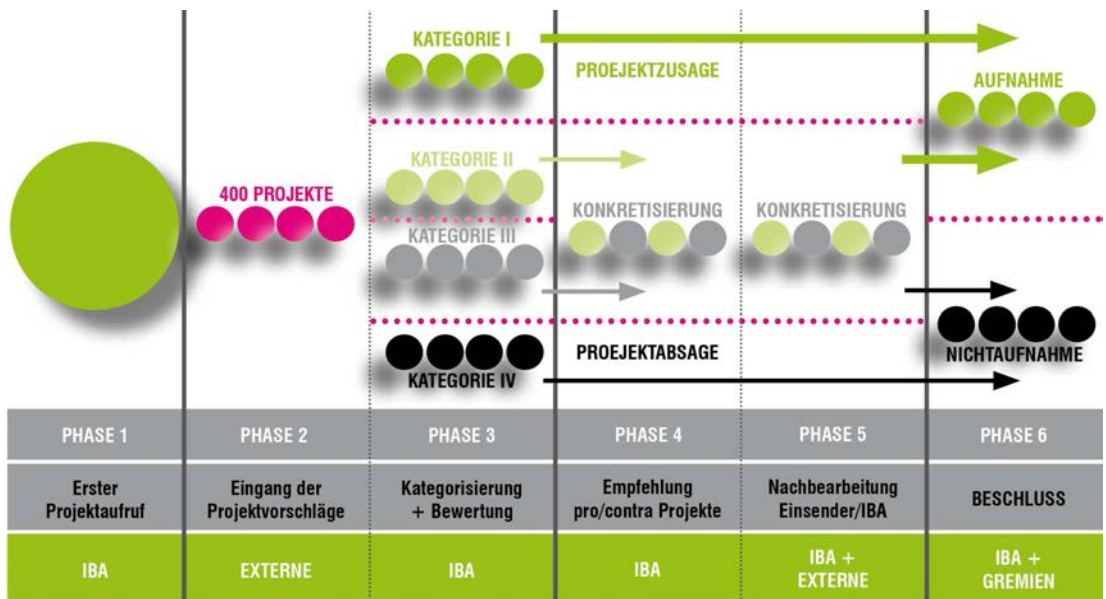 KATEGORIE I
PROEJEKTZUSAGE
AUFNAHME
KATEGORIE II
400 PROJEKTE
KONKRETISIERUNG
KONKRETISIERUNG
KATEGORIE III
PROEJEKTABSAGE
NICHTAUFNAHME
KATEGORIE IV
PHASE 1
PHASE 2
PHASE 3
PHASE 4
PHASE 5
PHASE 6
Erster
Projektaufruf
Eingang der
Projektvorschläge
Kategorisierung
+ Bewertung
Empfehlung
pro/contra Projekte
Nachbearbeitung
Einsender/IBA
BESCHLUSS
IBA
EXTERNE
IBA
IBA
IBA +
EXTERNE
IBA +
GREMIEN